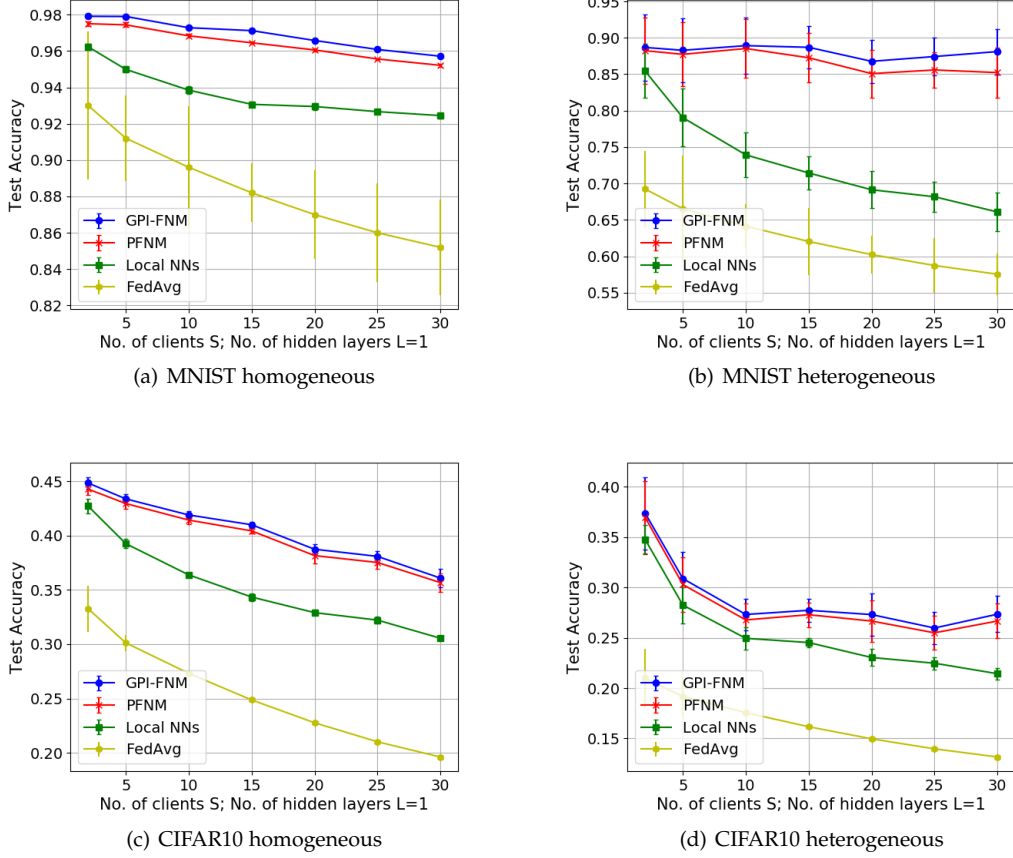 0.98
0.96
0.94
0.92
0.90
0.88
0.86
0.84
0.82
Test Accuracy
GPI-FNM
PFNM
Local NNs
FedAvg
5 10 15 20 25 30
No. of clients S; No. of hidden layers L=1
(a) MNIST homogeneous
0.95
0.90
0.85
0.80
0.75
0.70
0.65
0.60
0.55
Test Accuracy
GPI-FNM
PFNM
Local NNs
FedAvg
5 10 15 20 25 30
No. of clients S; No. of hidden layers L=1
(b) MNIST heterogeneous
0.45
0.40
0.35
0.30
0.25
0.20
Test Accuracy
GPI-FNM
PFNM
Local NNs
FedAvg
5 10 15 20 25 30
No. of clients S; No. of hidden layers L=1
(c) CIFAR10 homogeneous
0.40
0.35
0.30
0.25
0.20
0.15
Test Accuracy
GPI-FNM
PFNM
Local NNs
FedAvg
5 10 15 20 25 30
No. of clients S; No. of hidden layers L=1
(d) CIFAR10 heterogeneous